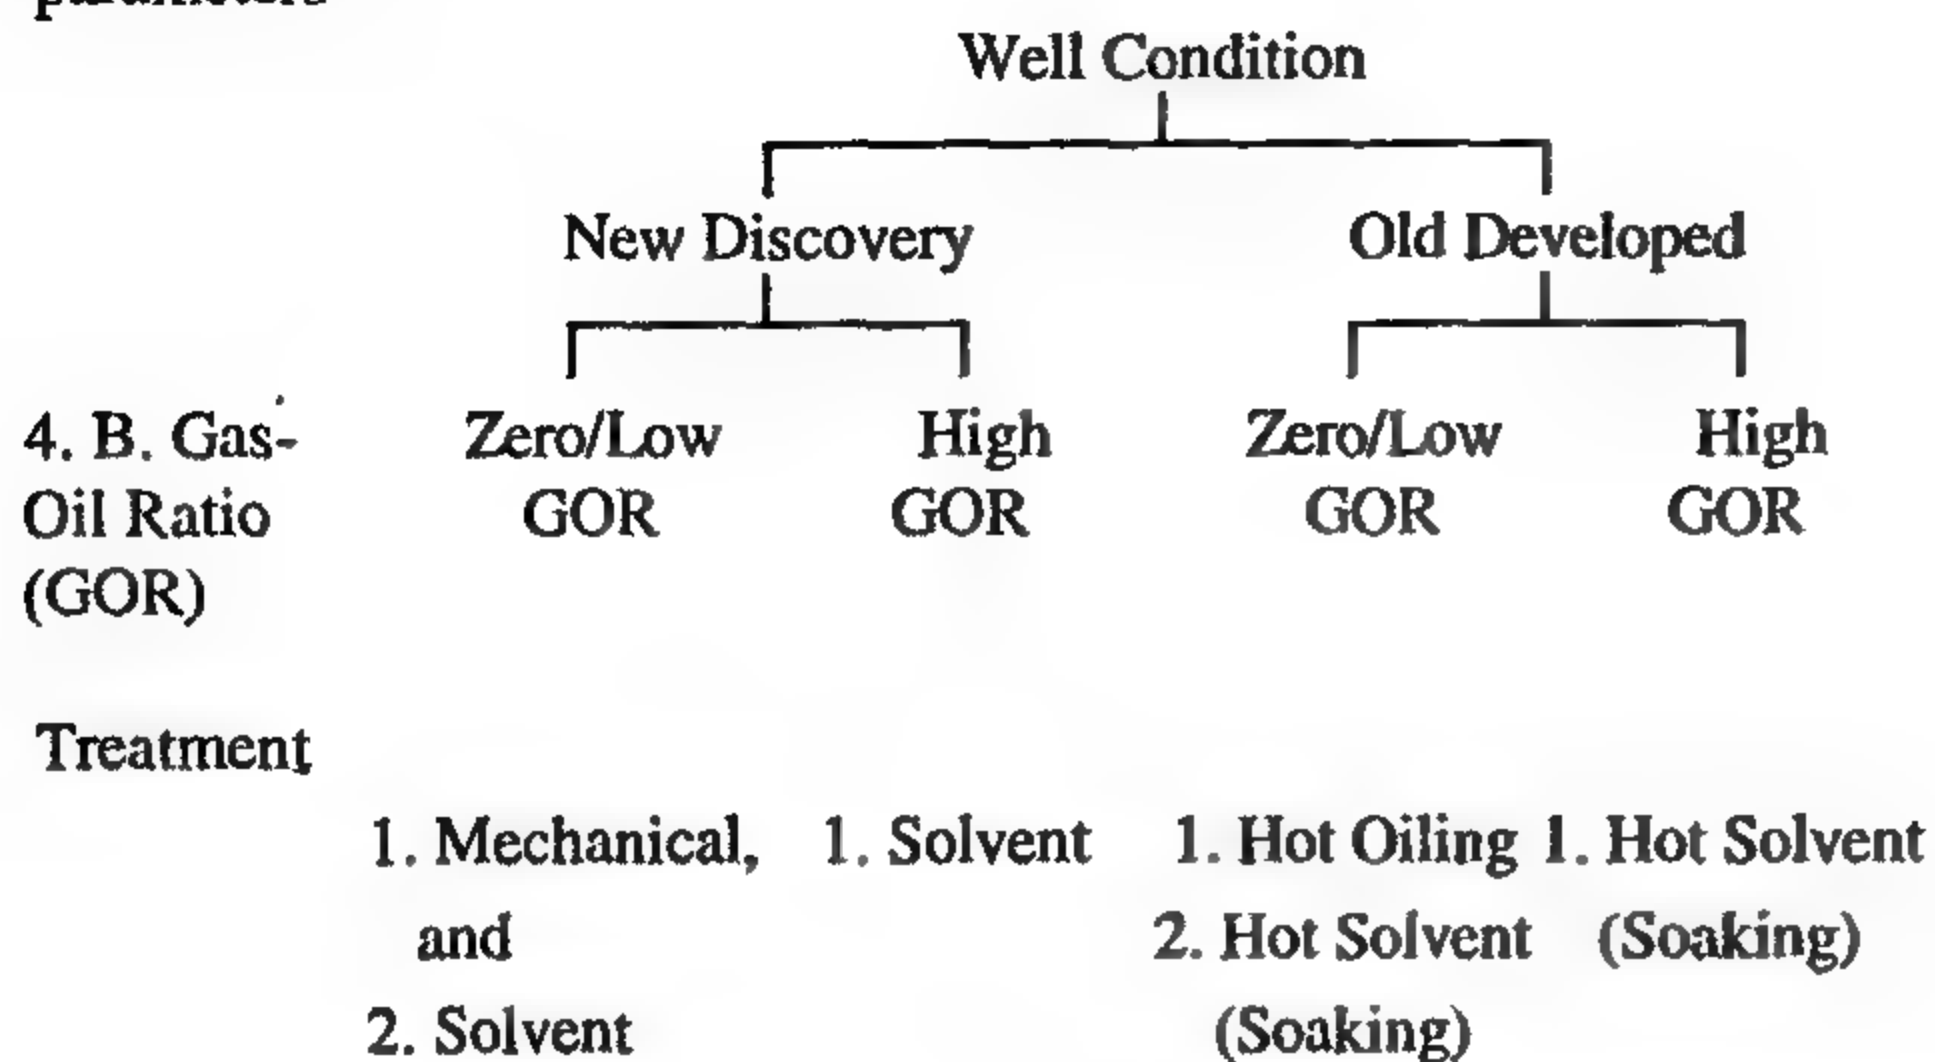 parameters
Well Condition
New Discovery Old Developed
4. B. Gas- Zero/Low High Zero/Low High
Oil Ratio GOR GOR GOR GOR
(GOR)
Treatment
1. Mechanical, 1. Solvent 1. Hot Oiling 1. Hot Solvent
and 2. Hot Solvent (Soaking)
2. Solvent (Soaking)